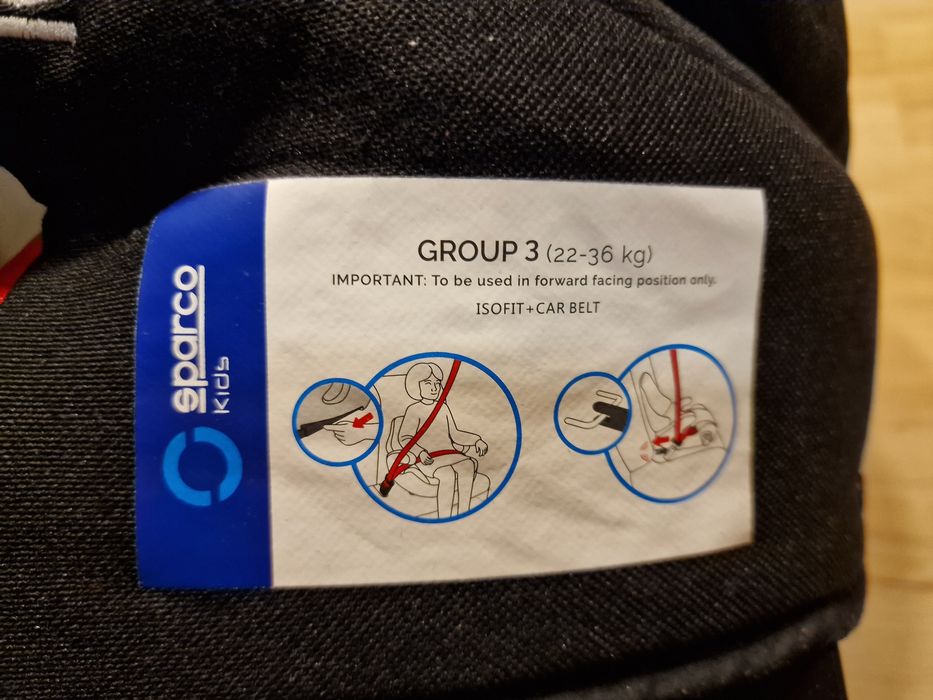 sparco
kids
GROUP 3 (22-36 kg)
IMPORTANT: To be used in forward facing position only.
ISOFIT+CAR BELT